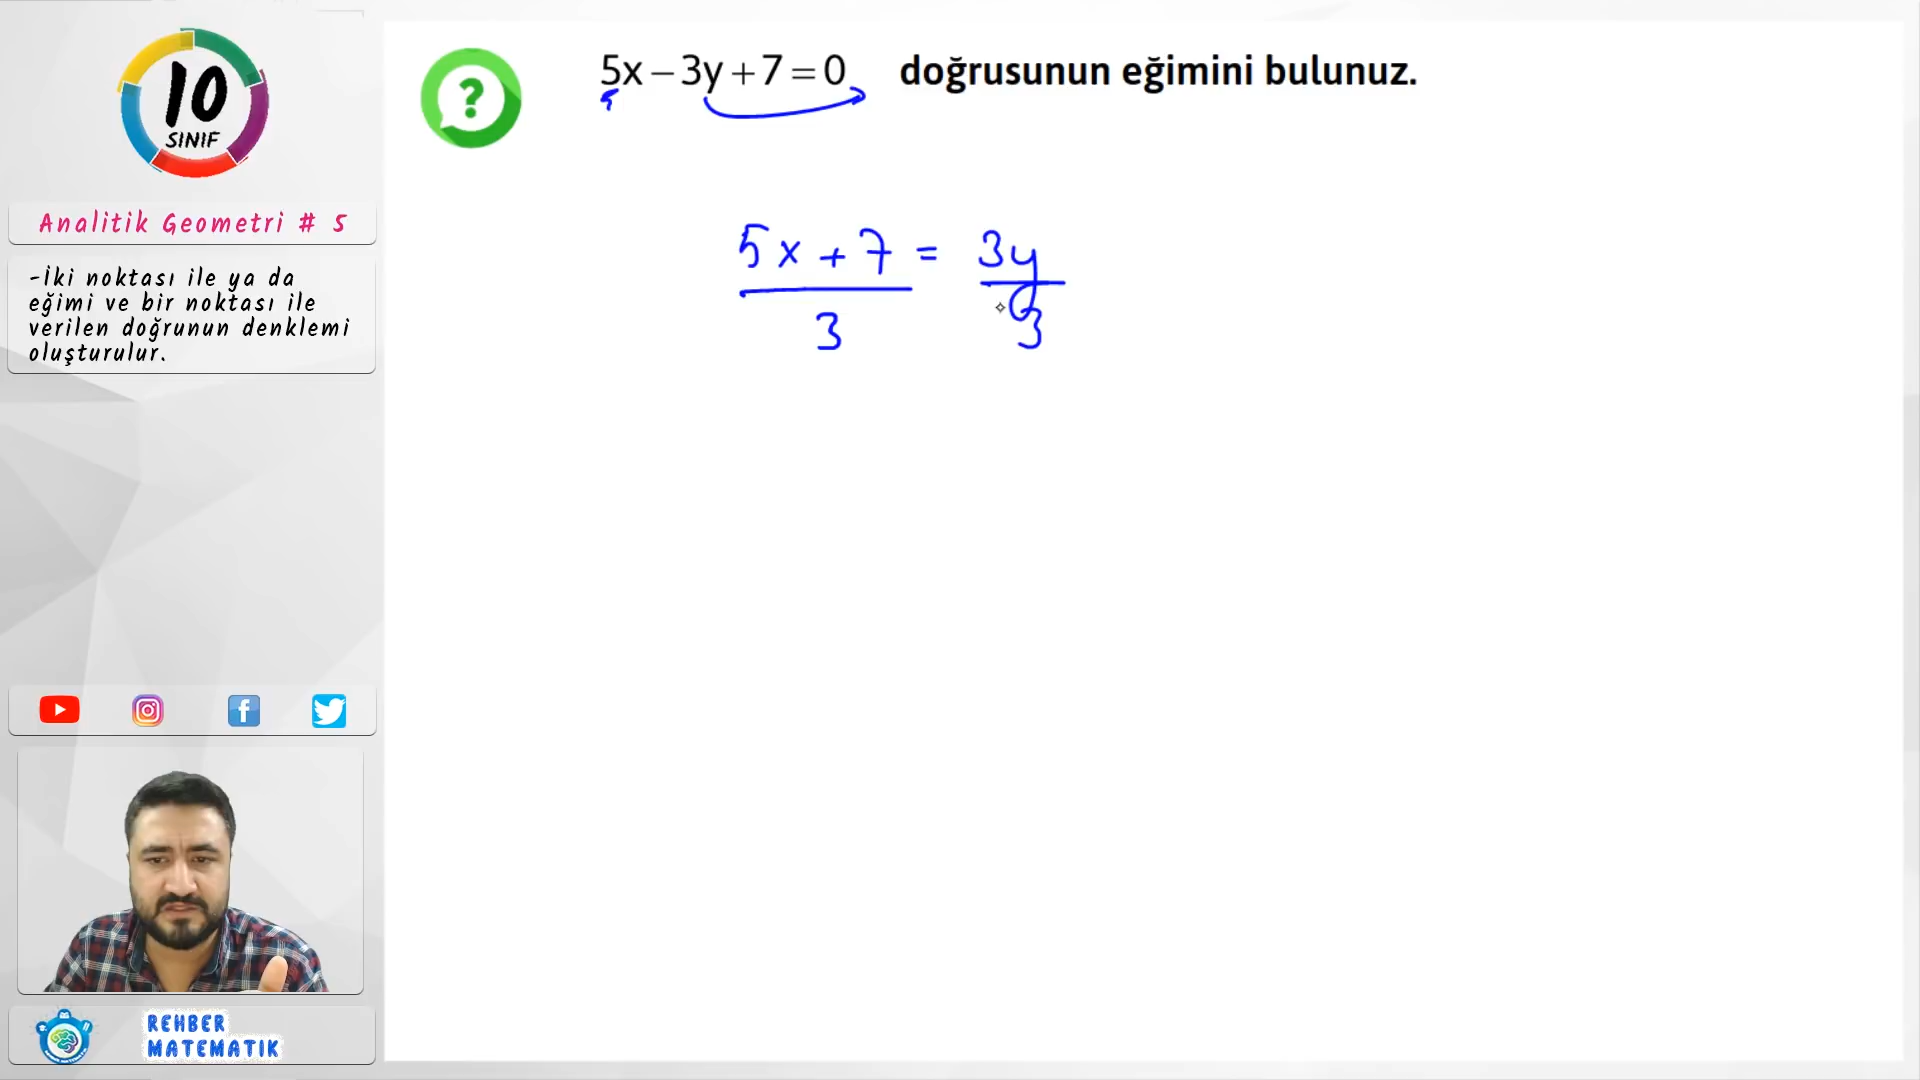 10
SINIF
Analitik Geometri # 5
-İki noktası ile ya da
eğimi ve bir noktası ile
verilen doğrunun denklemi
oluşturulur.
REHBER
MATEMATİK
?
5x − 3y + 7 = 0 doğrusunun eğimini bulunuz.
5x + 7 = 3y
3 3